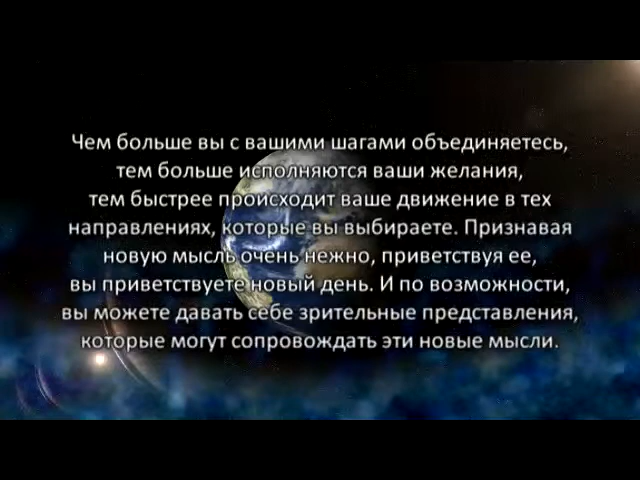 Чем больше вы с вашими шагами объединяетесь,
тем больше исполняются ваши желания,
тем быстрее происходит ваше движение в тех
направлениях, которые вы выбираете. Признавая
новую мысль очень нежно, приветствуя ее,
вы приветствуете новый день. И по возможности,
вы можете давать себе зрительные представления,
которые могут сопровождать эти новые мысли.